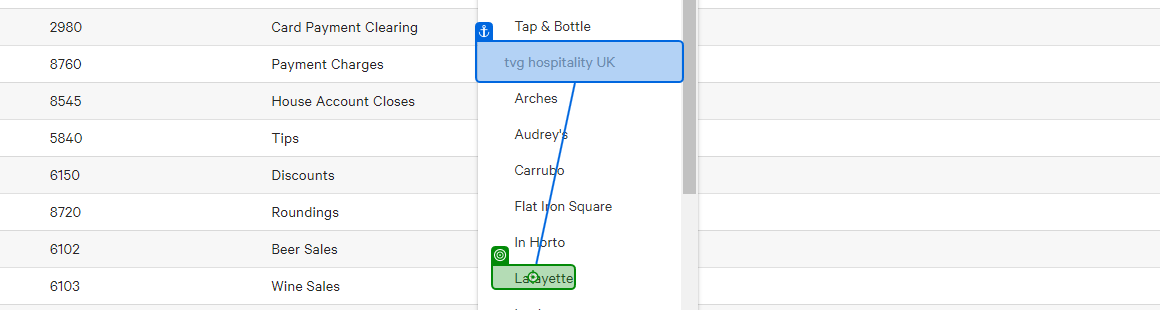 2980 Card Payment Clearing Tap & Bottle
8760 Payment Charges tvg hospitality UK
8545 House Account Closes Arches
5840 Tips Audrey's
6150 Discounts Carrubo
8720 Roundings Flat Iron Square
6102 Beer Sales In Horto
6103 Wine Sales Lafayette